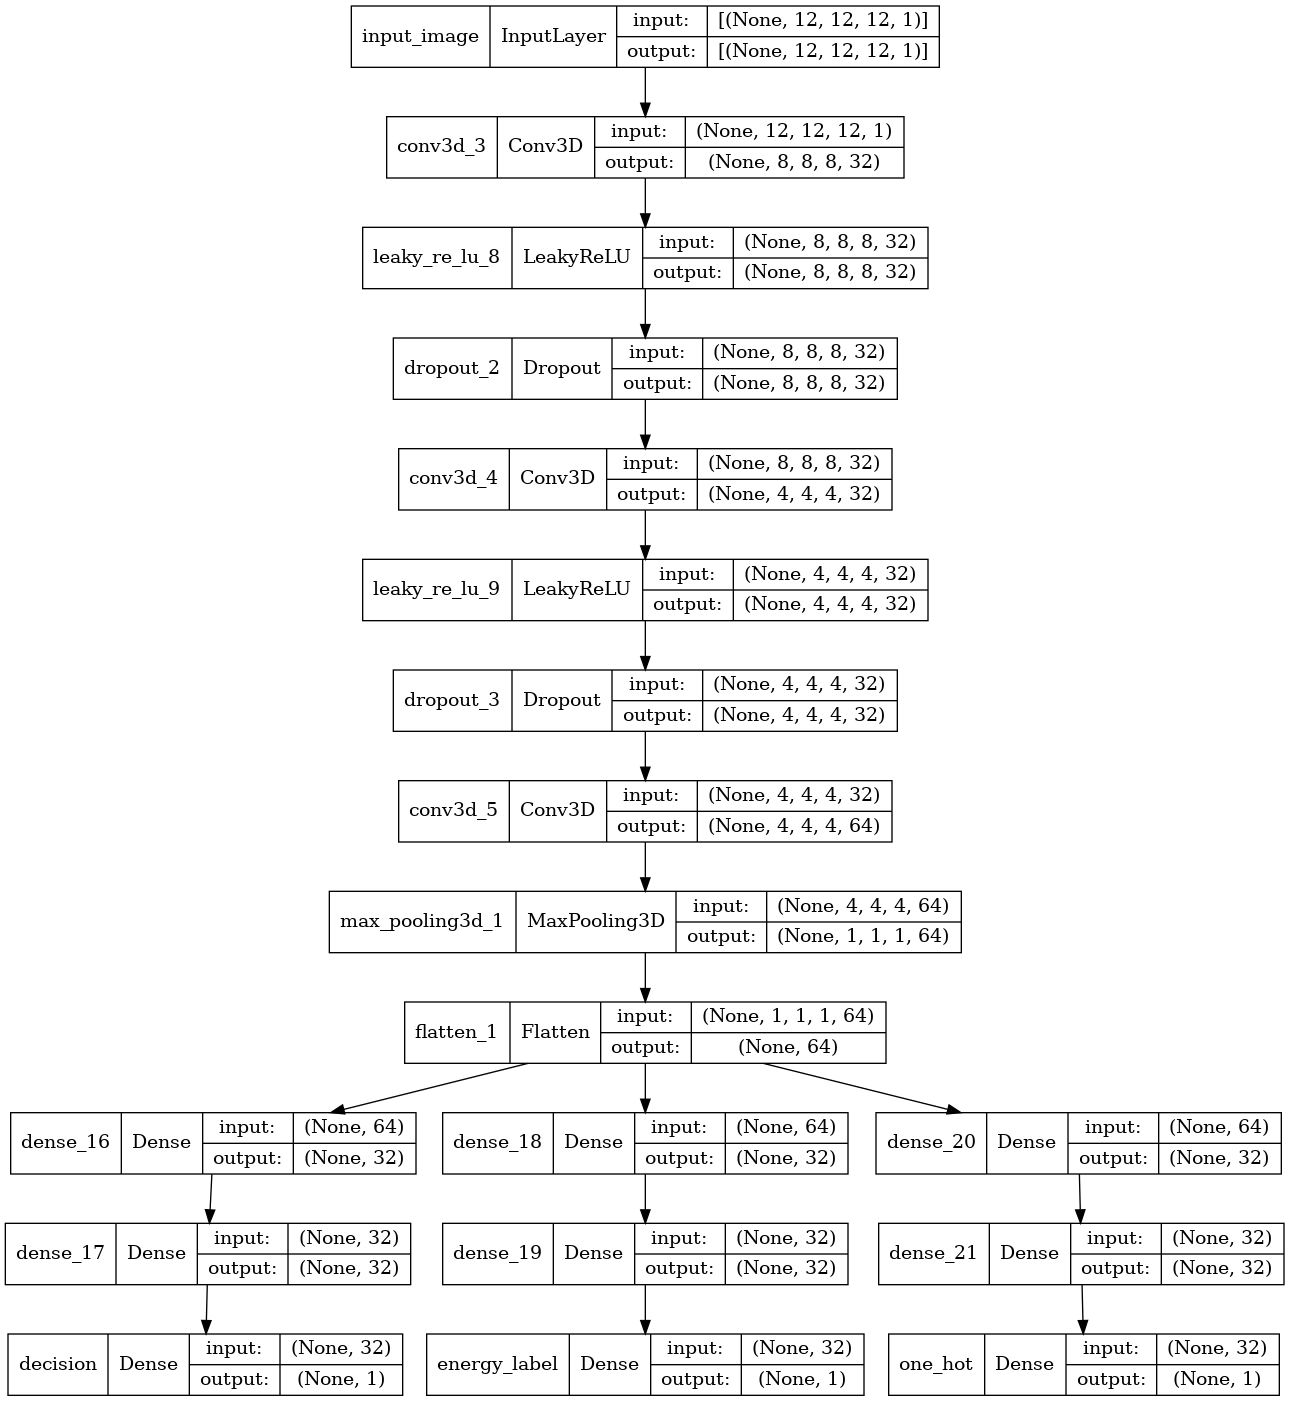 input_image InputLayer input: [(None, 12, 12, 12, 1)]
output: [(None, 12, 12, 12, 1)]
conv3d_3 Conv3D input: (None, 12, 12, 12, 1)
output: (None, 8, 8, 8, 32)
leaky_re_lu_8 LeakyReLU input: (None, 8, 8, 8, 32)
output: (None, 8, 8, 8, 32)
dropout_2 Dropout input: (None, 8, 8, 8, 32)
output: (None, 8, 8, 8, 32)
conv3d_4 Conv3D input: (None, 8, 8, 8, 32)
output: (None, 4, 4, 4, 32)
leaky_re_lu_9 LeakyReLU input: (None, 4, 4, 4, 32)
output: (None, 4, 4, 4, 32)
dropout_3 Dropout input: (None, 4, 4, 4, 32)
output: (None, 4, 4, 4, 32)
conv3d_5 Conv3D input: (None, 4, 4, 4, 32)
output: (None, 4, 4, 4, 64)
max_pooling3d_1 MaxPooling3D input: (None, 4, 4, 4, 64)
output: (None, 1, 1, 1, 64)
flatten_1 Flatten input: (None, 1, 1, 1, 64)
output: (None, 64)
dense_16 Dense input: (None, 64)
output: (None, 32)
dense_18 Dense input: (None, 64)
output: (None, 32)
dense_20 Dense input: (None, 64)
output: (None, 32)
dense_17 Dense input: (None, 32)
output: (None, 32)
dense_19 Dense input: (None, 32)
output: (None, 32)
dense_21 Dense input: (None, 32)
output: (None, 32)
decision Dense input: (None, 32)
output: (None, 1)
energy_label Dense input: (None, 32)
output: (None, 1)
one_hot Dense input: (None, 32)
output: (None, 1)